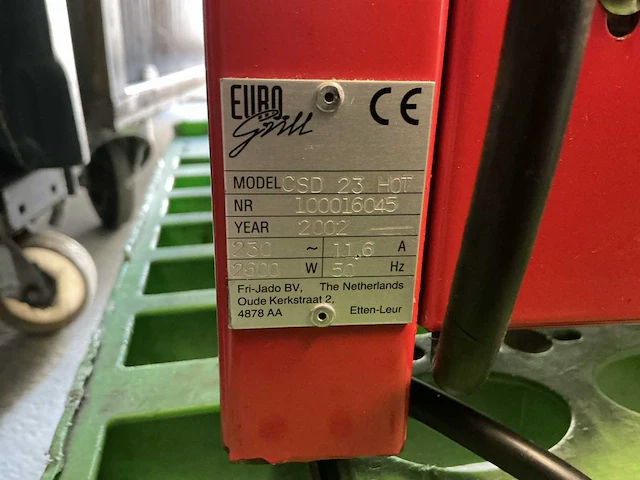 EURO
Grill
CE
MODEL CSD 23 HOT
NR 100016045
YEAR 2002
230 ~ 11.6 A
2600 W 50 Hz
Fri-Jado BV, The Netherlands
Oude Kerkstraat 2,
4878 AA Etten-Leur